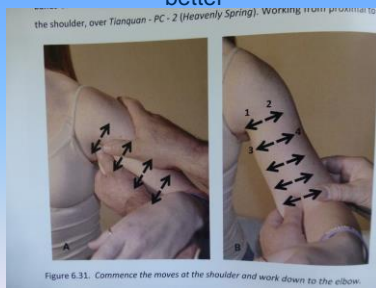 better
the shoulder, over Tianquan - PC - 2 (Heavenly Spring). Working from proximal to
1 2
3 4
A B
Figure 6.31. Commence the moves at the shoulder and work down to the elbow.